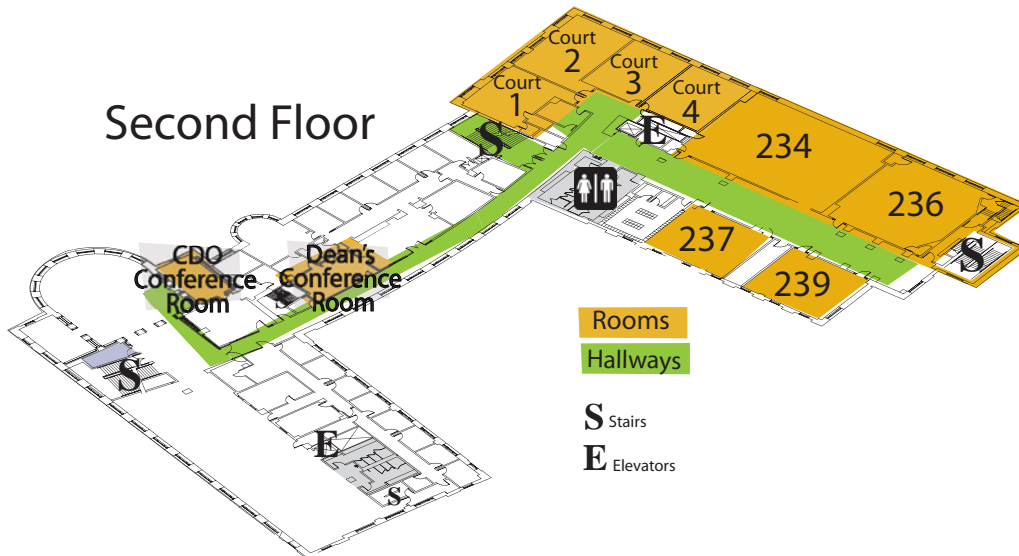 Second Floor
Court
2
Court
3
Court
1
Court
4
S
E
234
236
237
239
S
CDO
Conference
Room
Dean's
Conference
Room
S
S
E
S
Rooms
Hallways
S Stairs
E Elevators